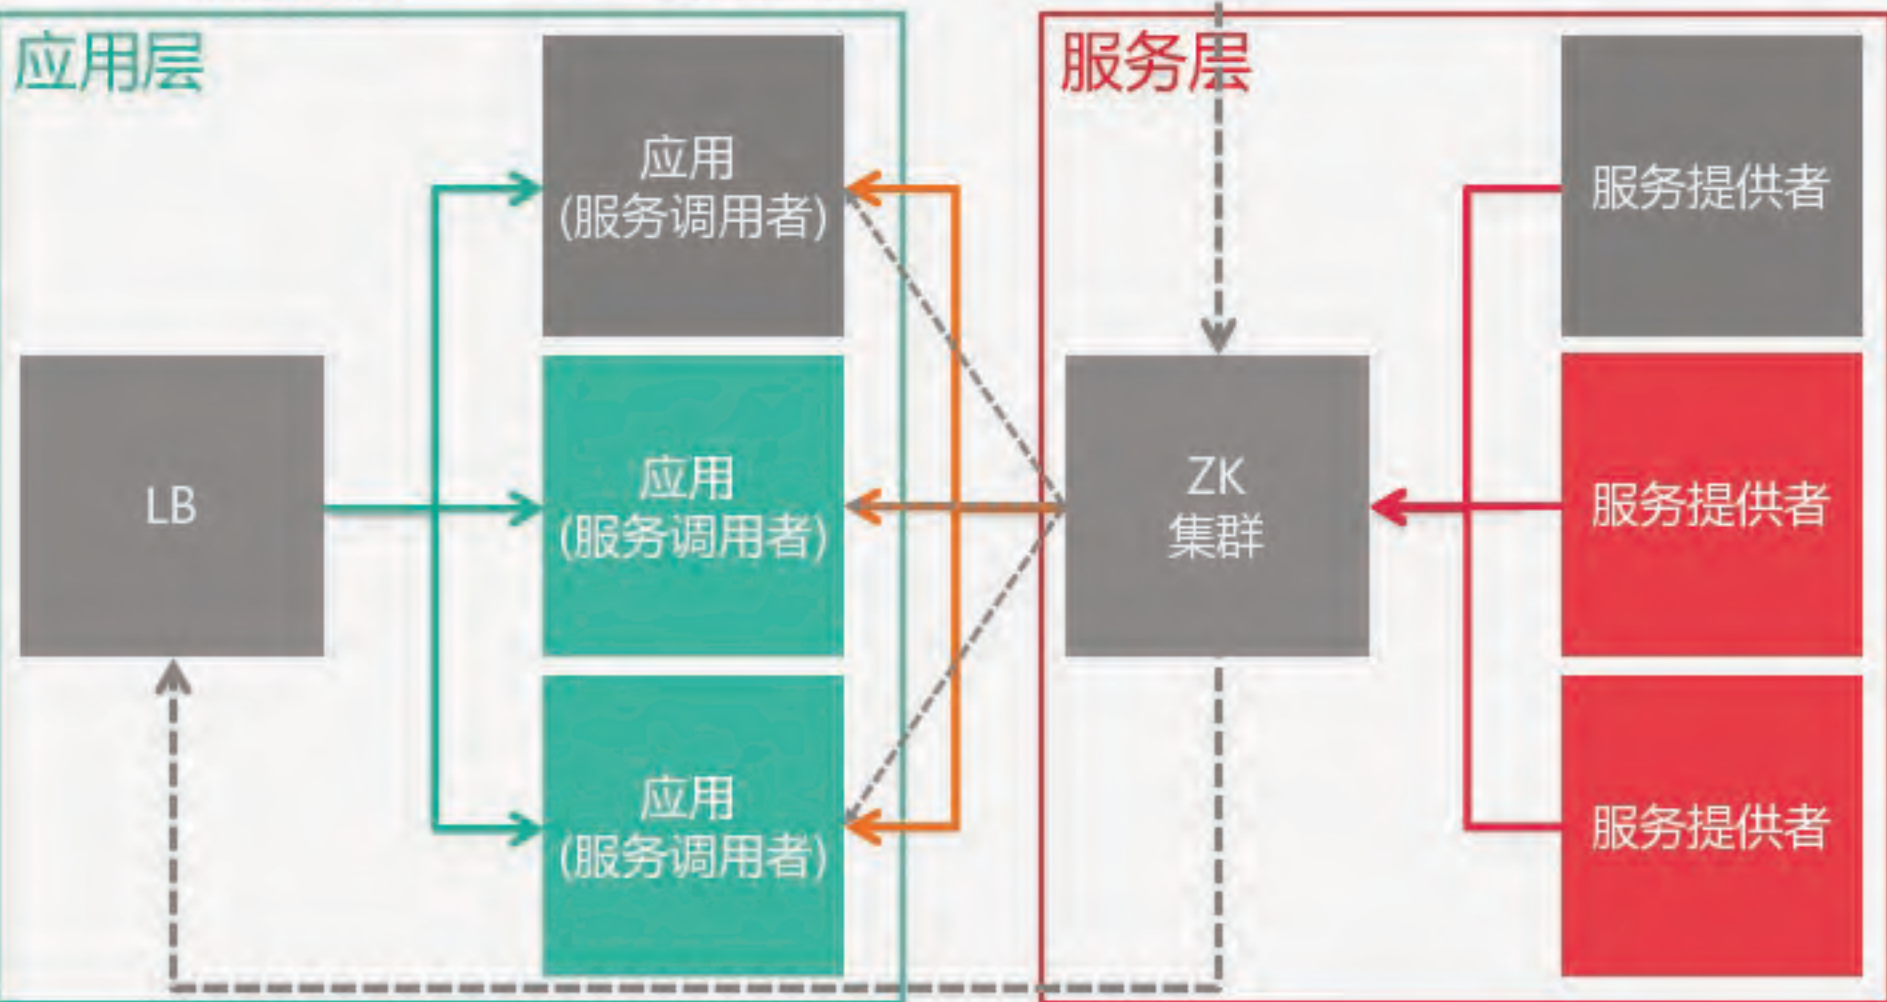 应用层
服务层
应用
(服务调用者)
服务提供者
LB
应用
(服务调用者)
ZK
集群
服务提供者
应用
(服务调用者)
服务提供者